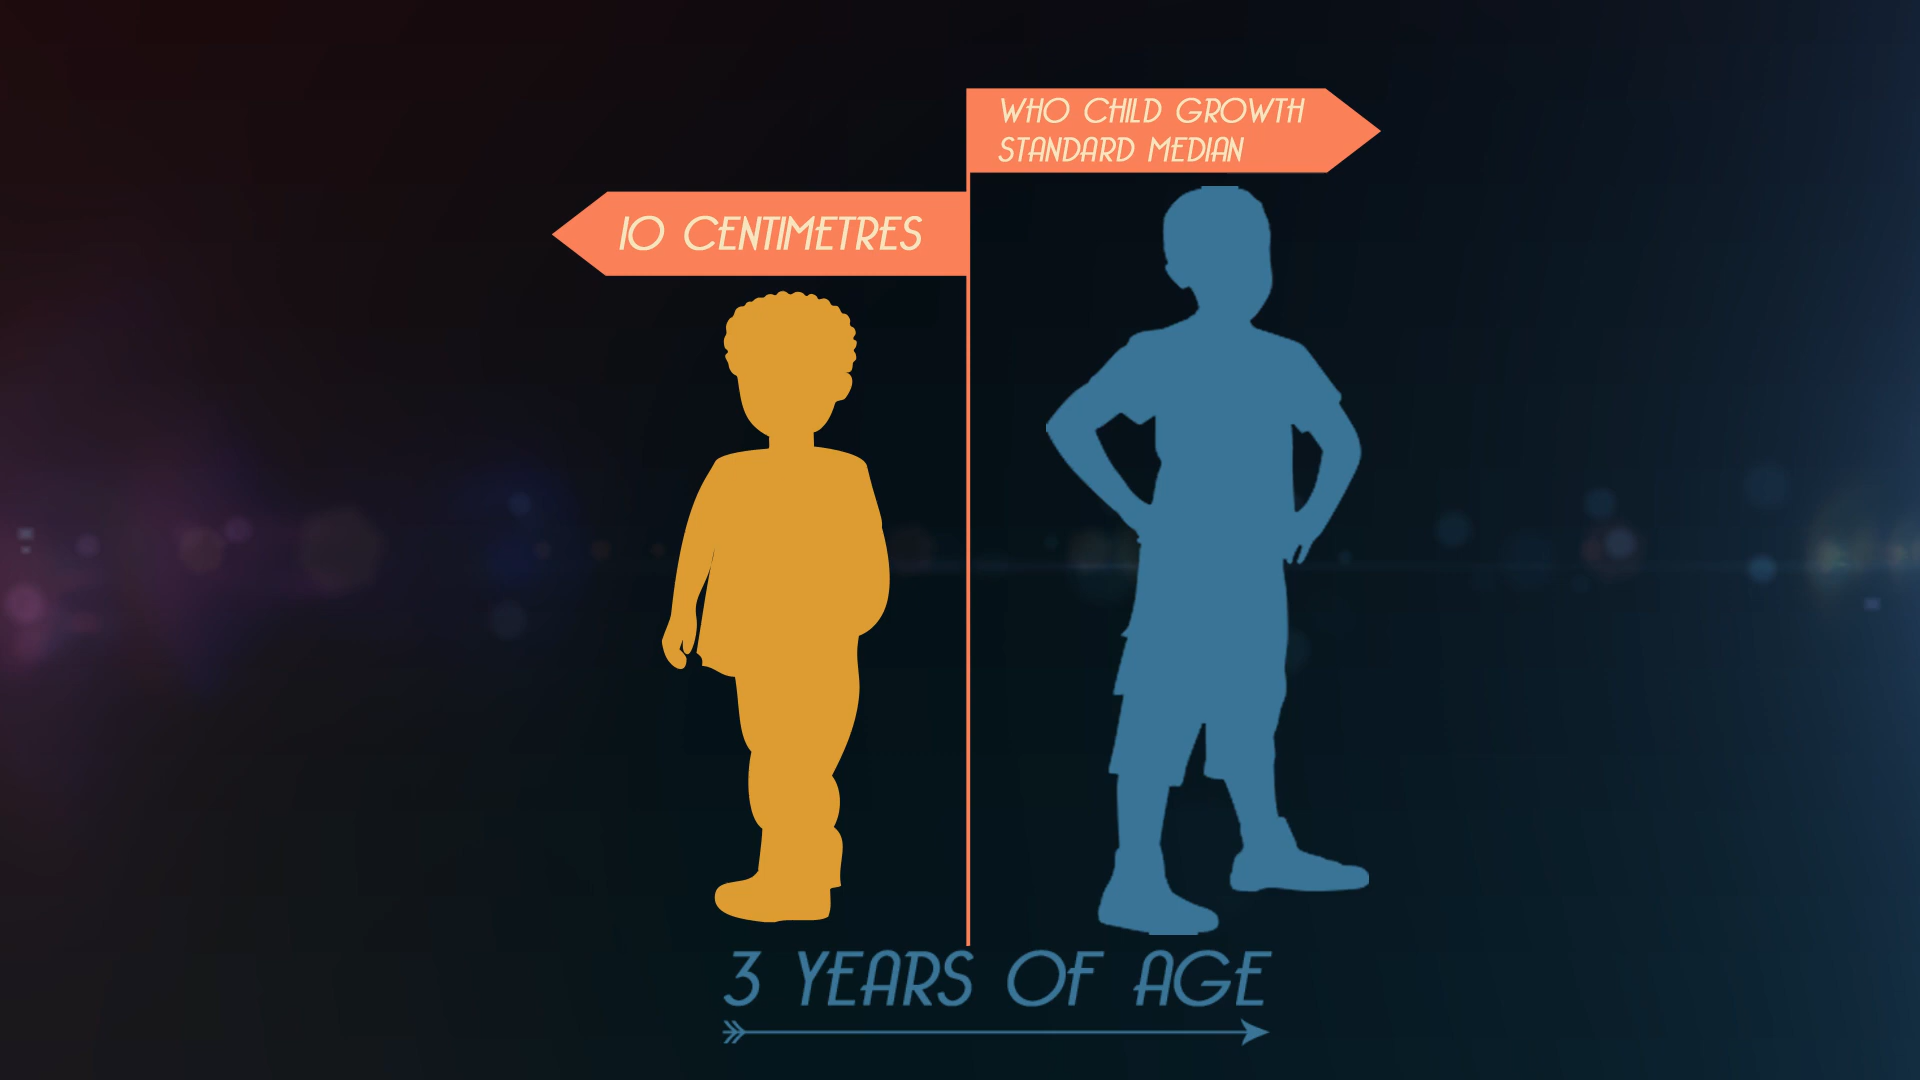 WHO CHILD GROWTH
STANDARD MEDIAN
10 CENTIMETRES
3 YEARS OF AGE